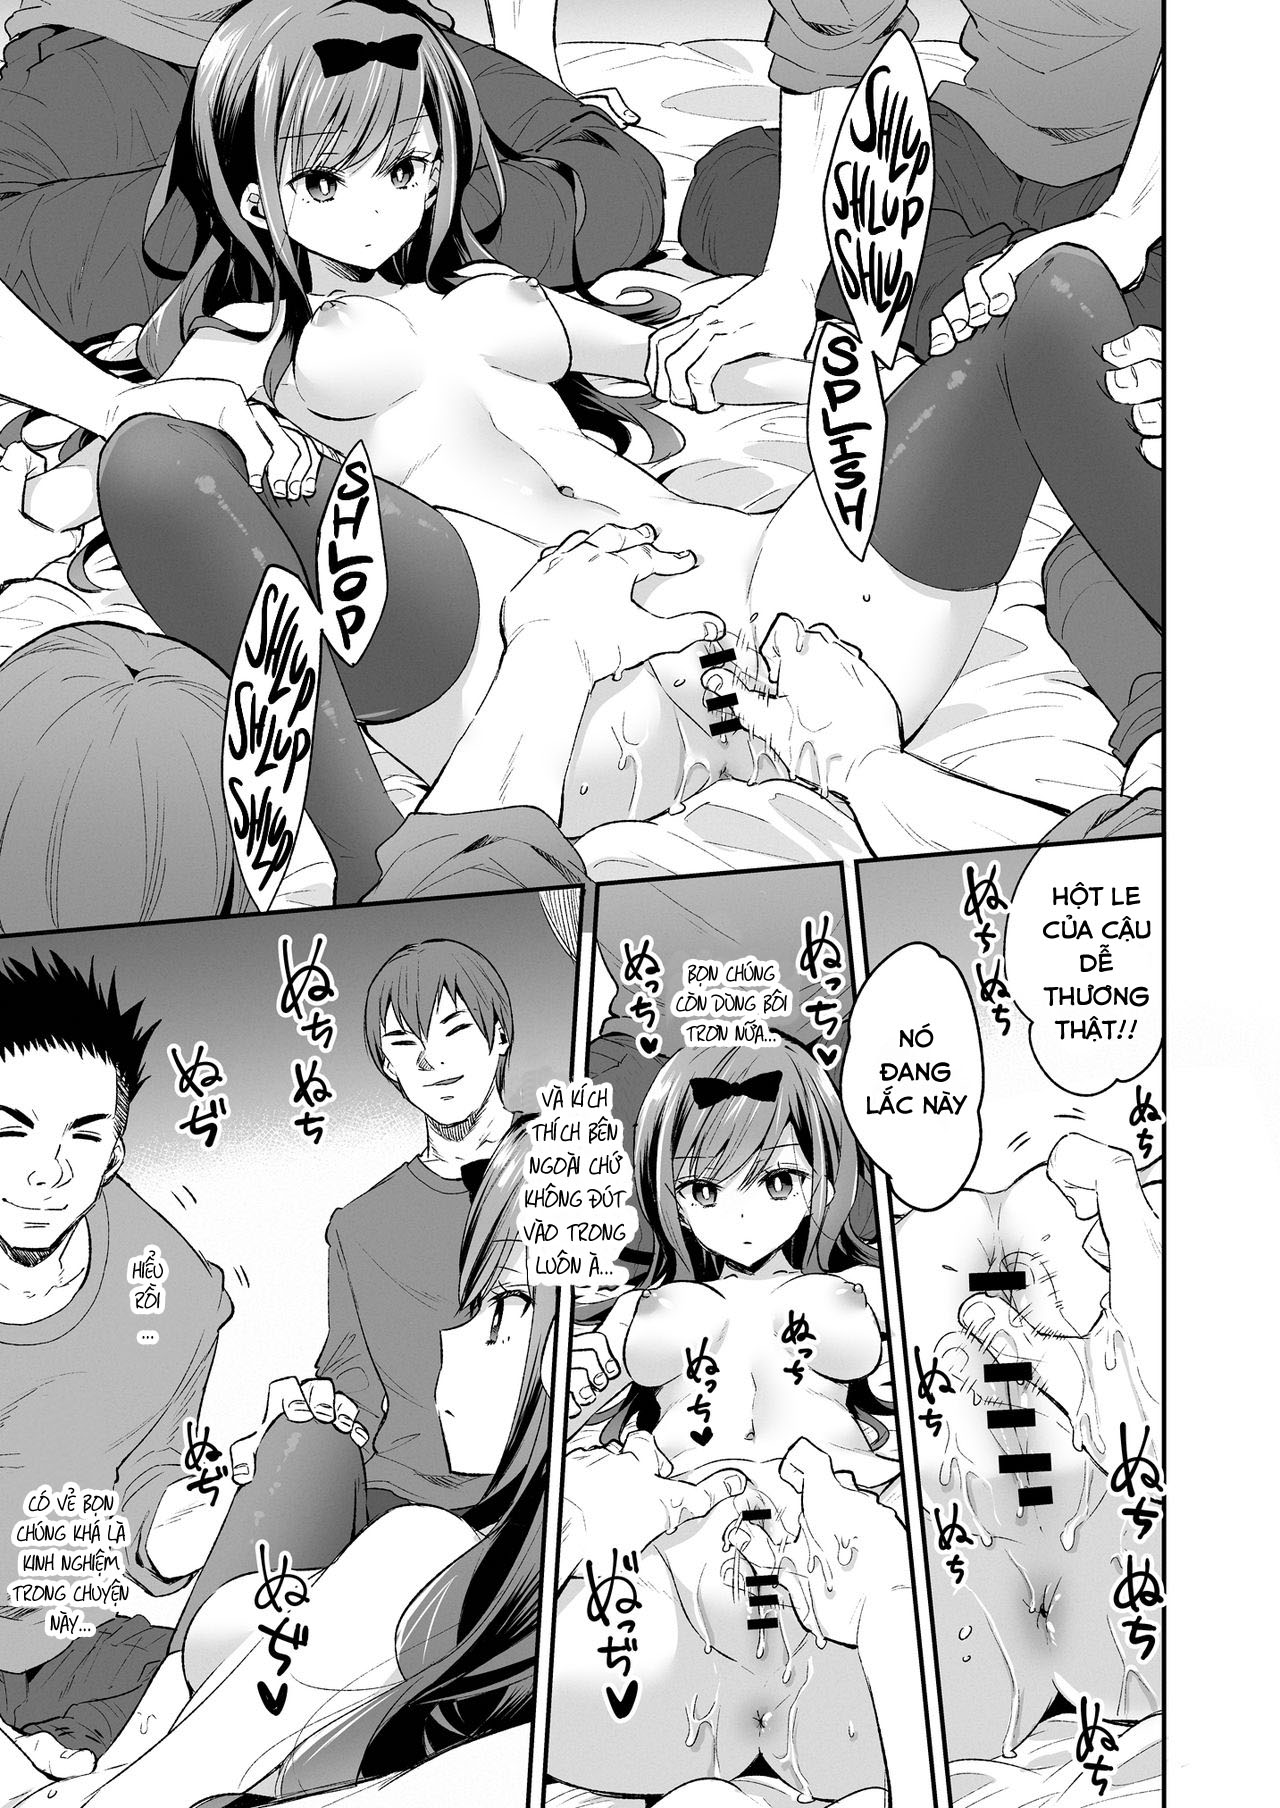 SHLUP
SHLUP
SHLUP
SPLISH
SHLOP
SHLUP
SHLUP
SHLUP
HỘT LE
CỦA CẬU
DỄ
THƯƠNG
THẬT!!
NÓ
ĐANG
LẮC NÀY
ぬち
ぬち
ぬち
ぬち
ぬち
ぬち
ぬち
ぬち
BỌN CHÚNG
CÒN DÙNG BÔI
TRƠN NỮA...
ぬっち♥
ぬっち♥
ぬっち
ぬっち♥
ぬっぢ♥
VÀ KÍCH
THÍCH BÊN
NGOÀI CHỨ
KHÔNG ĐÚT
VÀO TRONG
LUÔN À...
ぬち
ぬち
ぬぢ
HIỂU
RỒI
...
ぬぢ
ぬぢ♥
CÓ VẺ BỌN
CHÚNG KHÁ LÀ
KINH NGHIỆM
TRONG CHUYỆN
NÀY...